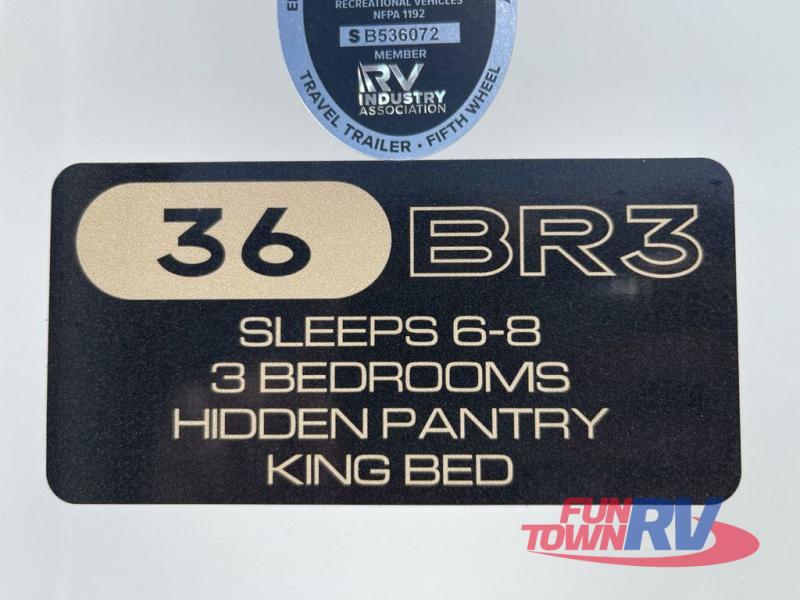 RECREATIONAL VEHICLES
NFPA 1192
S B536072
MEMBER
RV
INDUSTRY
ASSOCIATION
TRAVEL TRAILER • FIFTH WHEEL
36 BR3
SLEEPS 6-8
3 BEDROOMS
HIDDEN PANTRY
KING BED
FUN
TOWN RV